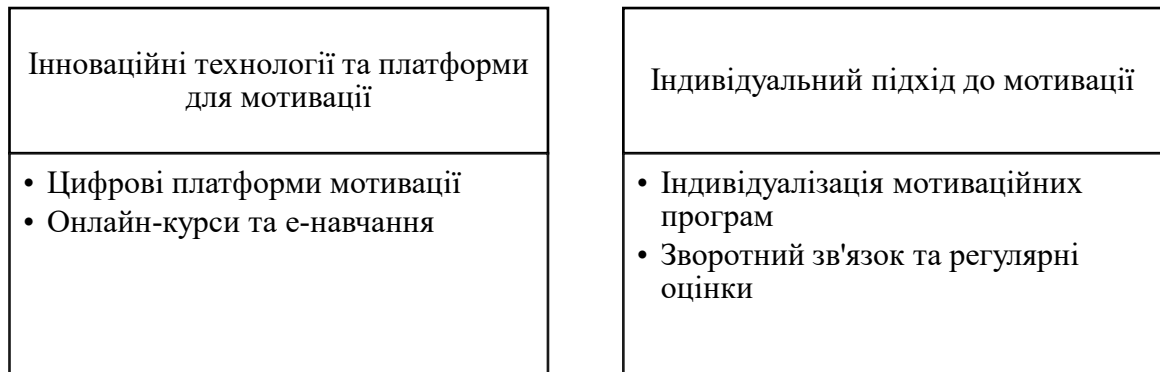 Інноваційні технології та платформи
для мотивації
• Цифрові платформи мотивації
• Онлайн-курси та е-навчання
Індивідуальний підхід до мотивації
• Індивідуалізація мотиваційних
програм
• Зворотний зв'язок та регулярні
оцінки